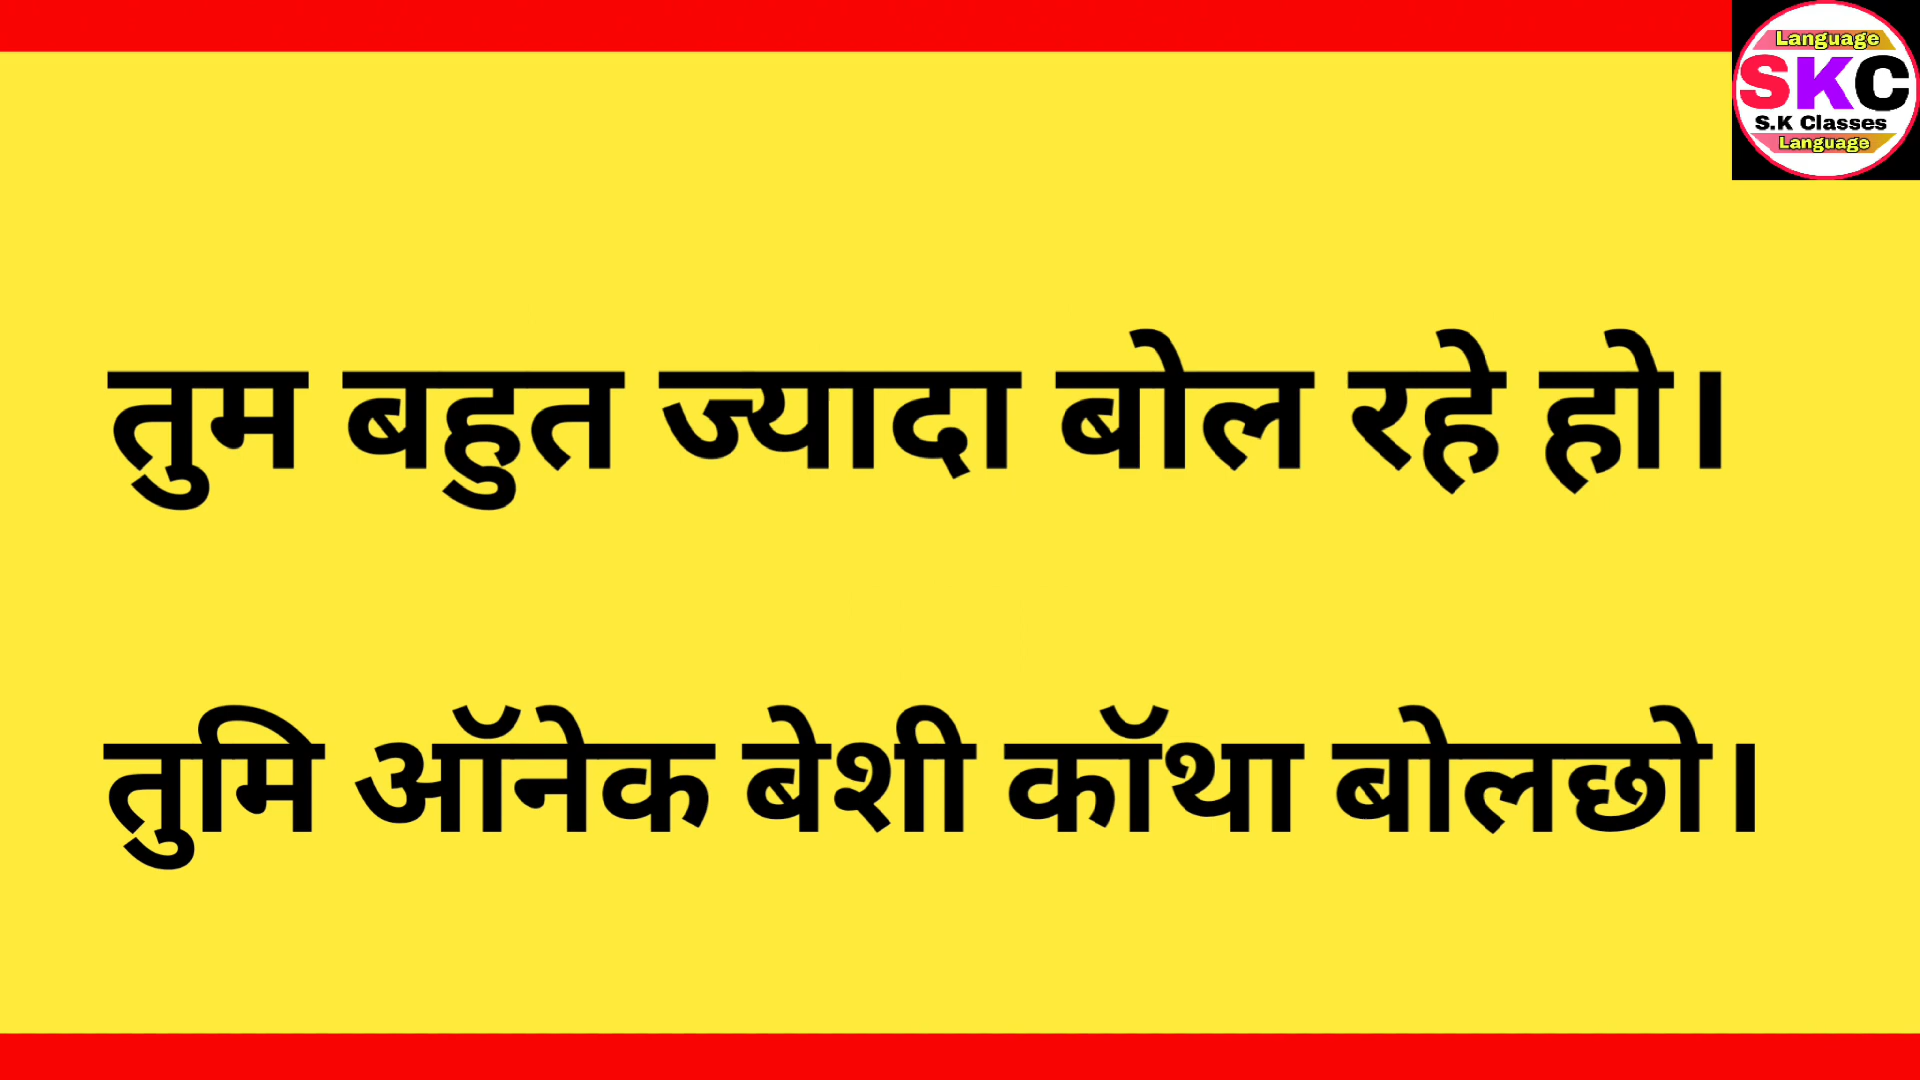 Language
SKC
S.K Classes
Language
तुम बहुत ज्यादा बोल रहे हो।
तुमि ऑनेक बेशी कॉथा बोलछो।